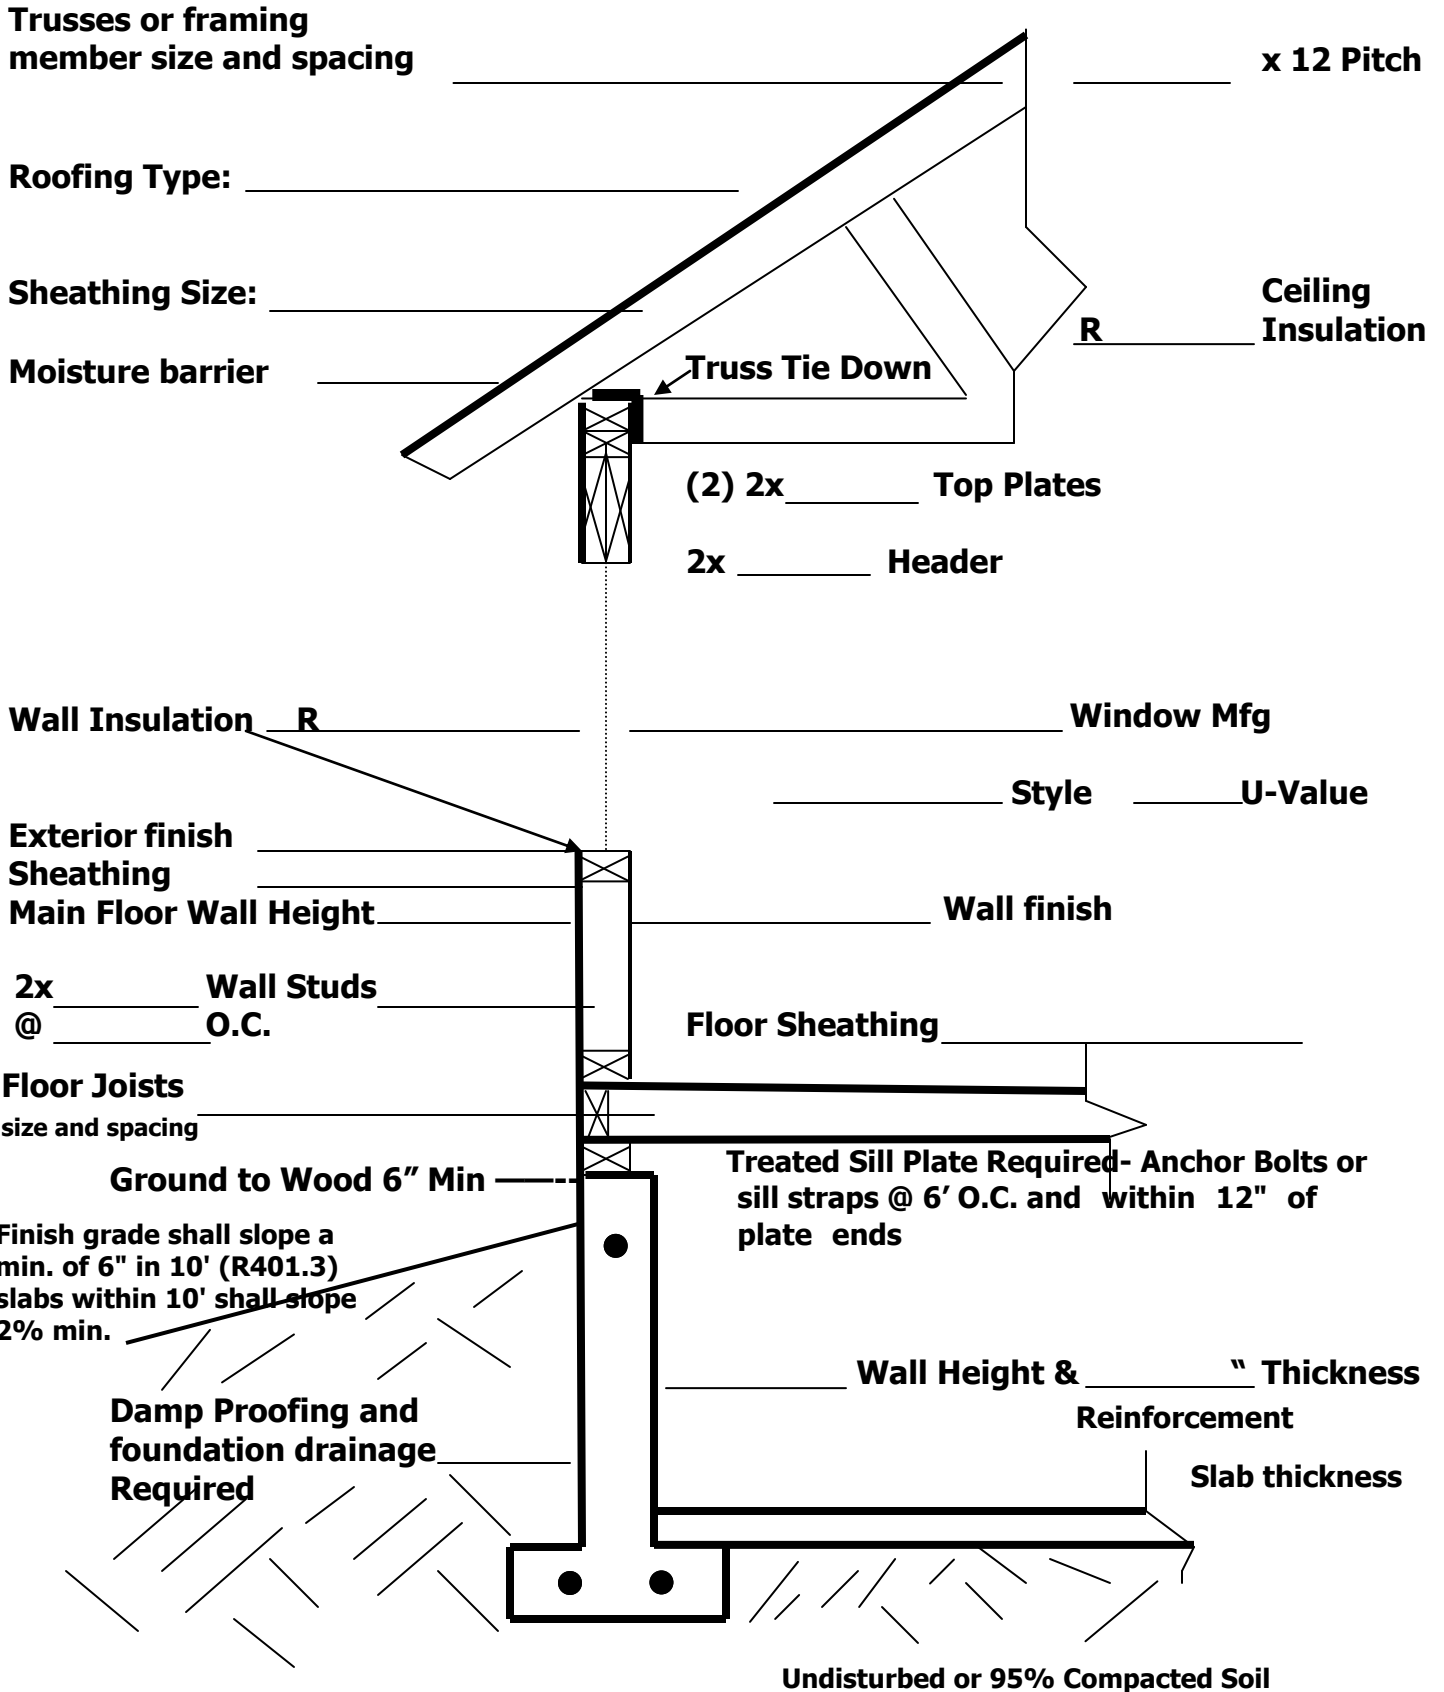 Trusses or framing
member size and spacing
x 12 Pitch
Roofing Type:
Sheathing Size:
Ceiling
R Insulation
Moisture barrier
Truss Tie Down
(2) 2x Top Plates
2x Header
Wall Insulation R
Window Mfg
Style U-Value
Exterior finish
Sheathing
Main Floor Wall Height
Wall finish
2x Wall Studs
@ O.C.
Floor Sheathing
Floor Joists
size and spacing
Ground to Wood 6” Min
Treated Sill Plate Required- Anchor Bolts or
sill straps @ 6’ O.C. and within 12" of
plate ends
Finish grade shall slope a
min. of 6" in 10' (R401.3)
slabs within 10' shall slope
2% min.
Wall Height & “ Thickness
Reinforcement
Damp Proofing and
foundation drainage
Required
Slab thickness
Undisturbed or 95% Compacted Soil